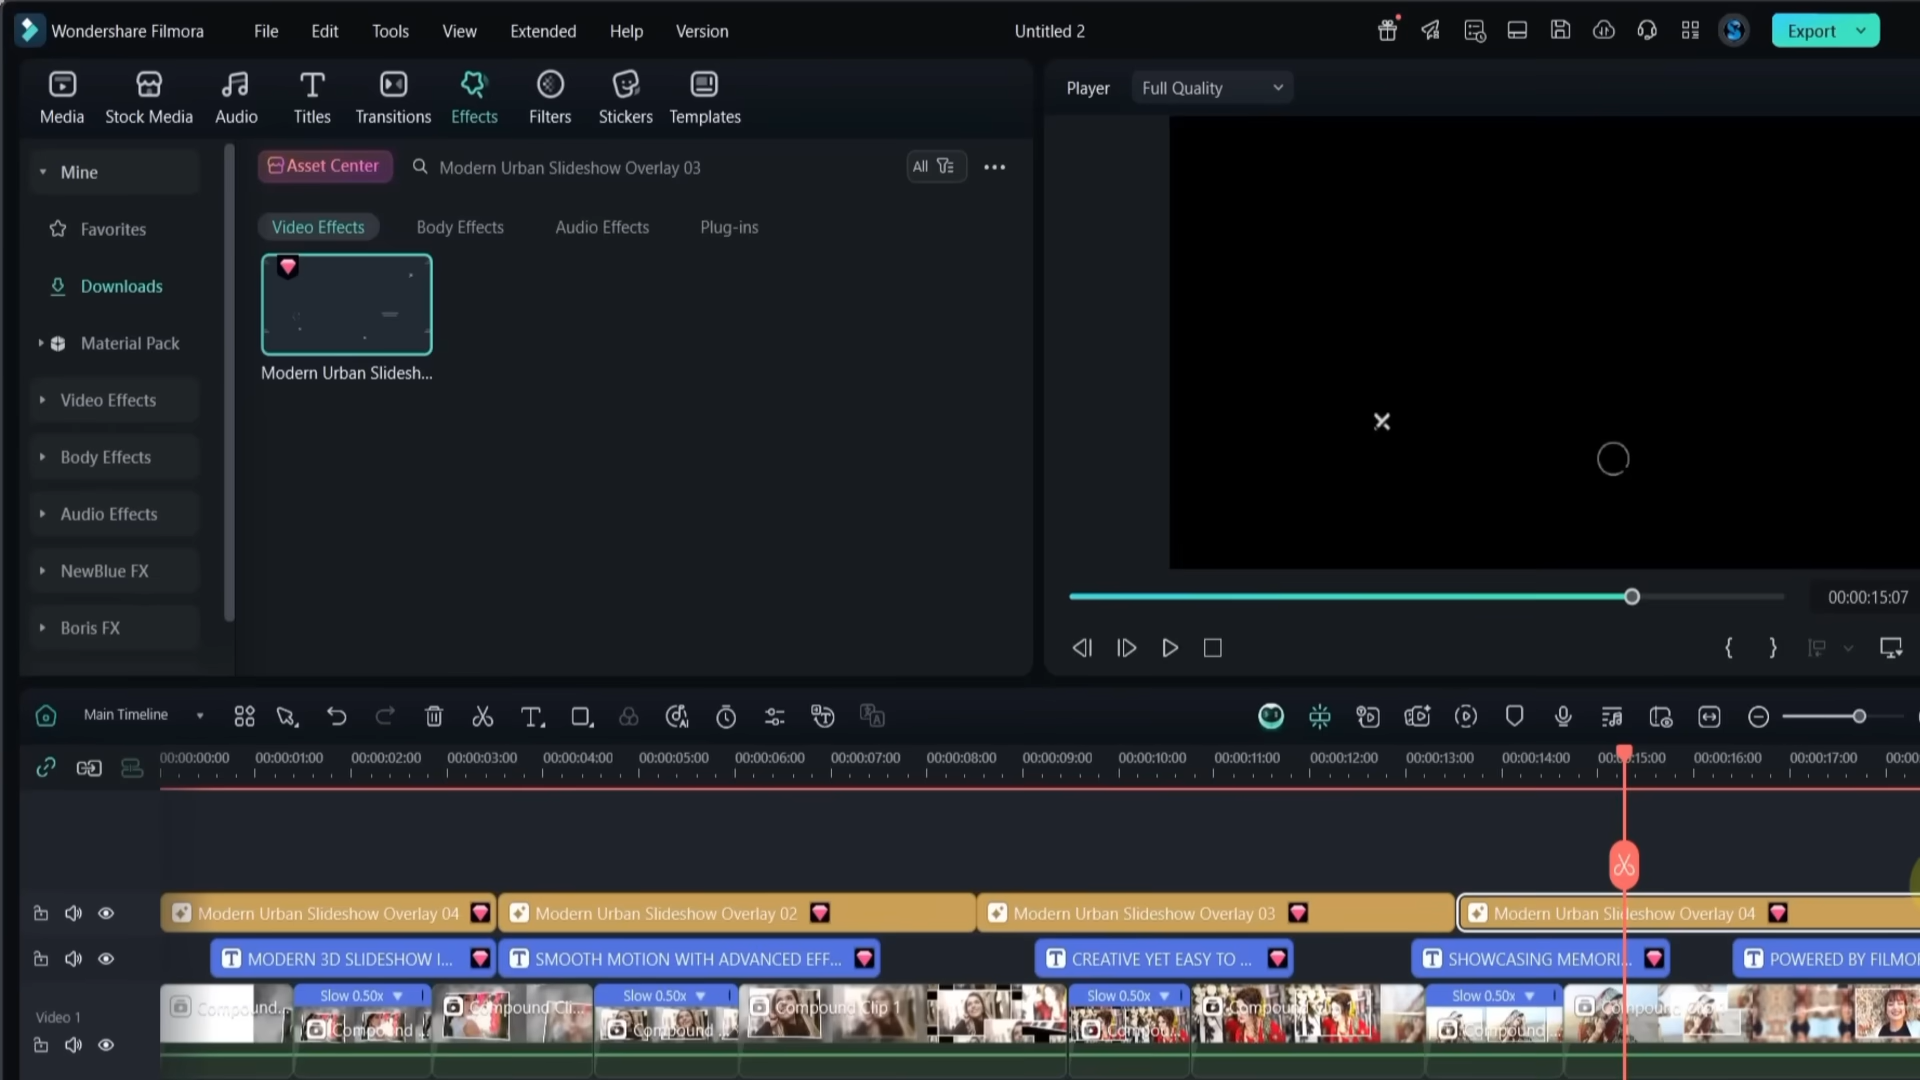 Wondershare Filmora
File Edit Tools View Extended Help Version
Untitled 2
Export
Media Stock Media Audio Titles Transitions Effects Filters Stickers Templates
Player Full Quality
Mine
Favorites
Downloads
Material Pack
Video Effects
Body Effects
Audio Effects
NewBlue FX
Boris FX
Asset Center
Modern Urban Slideshow Overlay 03
All
Video Effects Body Effects Audio Effects Plug-ins
Modern Urban Slidesh...
00:00:15:07
Main Timeline
00:00:00:00 00:00:01:00 00:00:02:00 00:00:03:00 00:00:04:00 00:00:05:00 00:00:06:00 00:00:07:00 00:00:08:00 00:00:09:00 00:00:10:00 00:00:11:00 00:00:12:00 00:00:13:00 00:00:14:00 00:00:15:00 00:00:16:00 00:00:17:00 00:00
Modern Urban Slideshow Overlay 04 Modern Urban Slideshow Overlay 02 Modern Urban Slideshow Overlay 03 Modern Urban Slideshow Overlay 04
MODERN 3D SLIDESHOW I... SMOOTH MOTION WITH ADVANCED EFF... CREATIVE YET EASY TO ... SHOWCASING MEMORI... POWERED BY FILMO
Slow 0.50x Slow 0.50x Slow 0.50x Slow 0.50x
Compound... Compound Cli... Compound Clip 1
Compound Compound Compou... Compound
Video 1